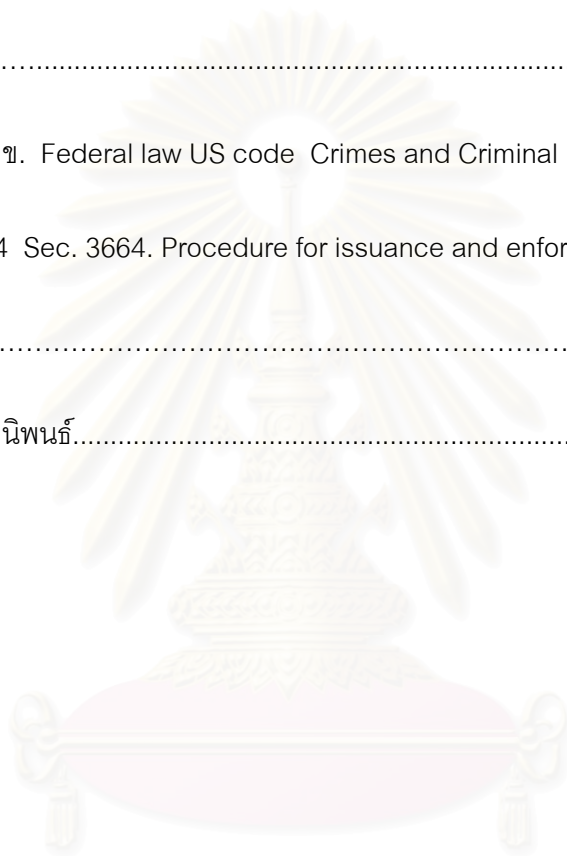 ….....................................................................
ข. Federal law US code Crimes and Criminal
4 Sec. 3664. Procedure for issuance and enfor
……………………………………………………………
นิพนธ์.................................................................